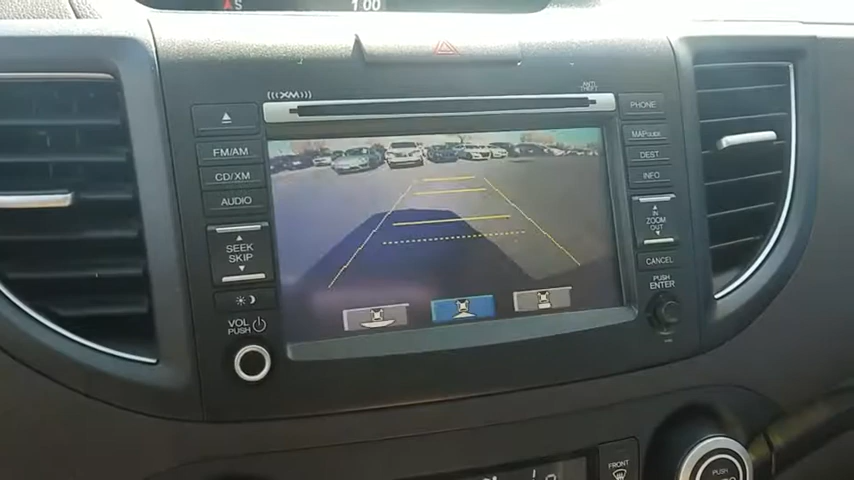 S
1.00
((XM))
ANTI
THEFT
PHONE
FM/AM
CD/XM
AUDIO
SEEK
SKIP
VOL
PUSH
MAP/GUIDE
DEST
INFO
ZOOM
OUT
CANCEL
PUSH
ENTER
FRONT
PUSH